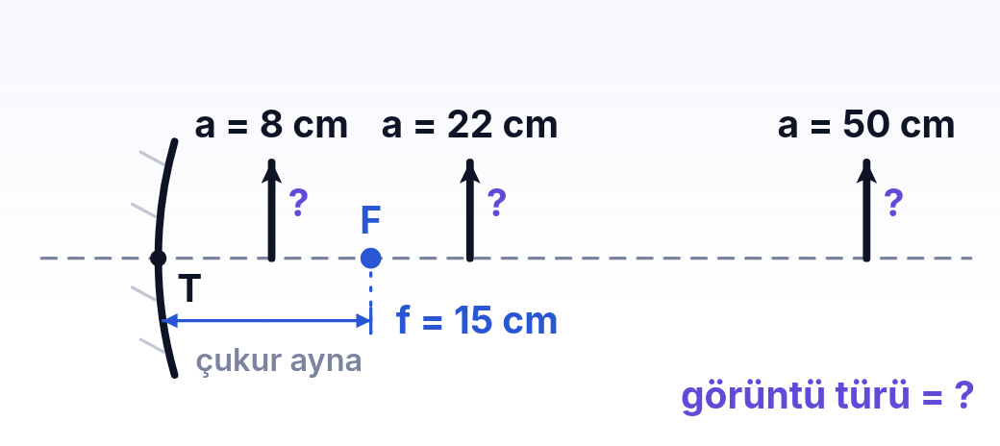 a = 8 cm
a = 22 cm
a = 50 cm
?
?
?
F
T
f = 15 cm
çukur ayna
görüntü türü = ?